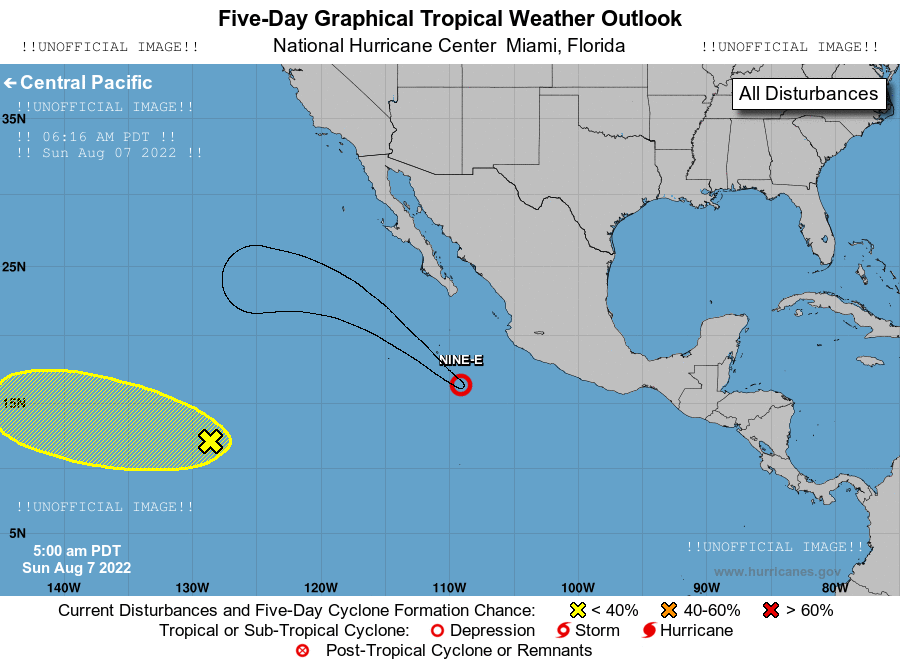 Five-Day Graphical Tropical Weather Outlook
!!UNOFFICIAL IMAGE!! National Hurricane Center Miami, Florida !!UNOFFICIAL IMAGE!!
← Central Pacific
All Disturbances
!!UNOFFICIAL IMAGE!!
35N
!! 06:16 AM PDT !!
!! Sun Aug 07 2022 !!
25N
NINE-E
15N
!!UNOFFICIAL IMAGE!!
5N
!!UNOFFICIAL IMAGE!!
5:00 am PDT
Sun Aug 7 2022
www.hurricanes.gov
140W 130W 120W 110W 100W 90W 80W
Current Disturbances and Five-Day Cyclone Formation Chance: < 40% 40-60% > 60%
Tropical or Sub-Tropical Cyclone: Depression Storm Hurricane
Post-Tropical Cyclone or Remnants